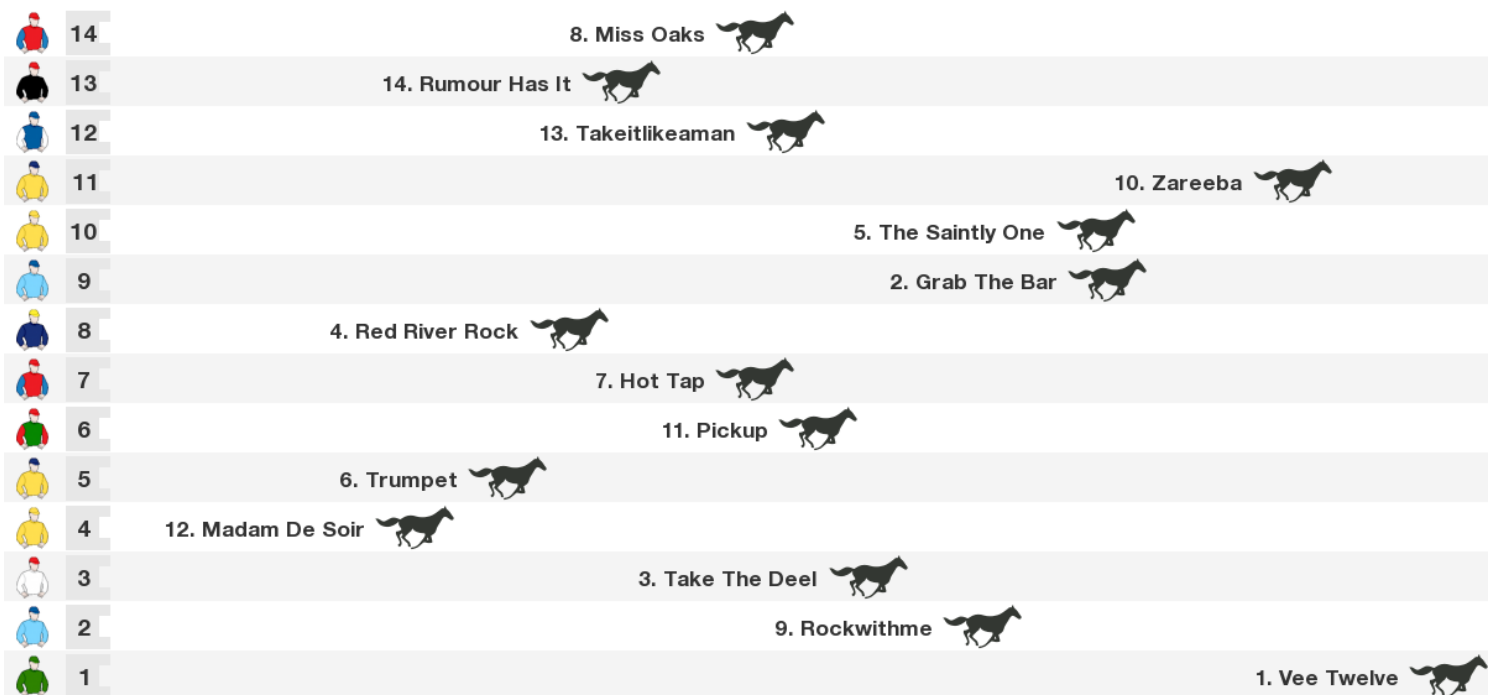 14 8. Miss Oaks
13 14. Rumour Has It
12 13. Takeitlikeaman
11 10. Zareeba
10 5. The Saintly One
9 2. Grab The Bar
8 4. Red River Rock
7 7. Hot Tap
6 11. Pickup
5 6. Trumpet
4 12. Madam De Soir
3 3. Take The Deel
2 9. Rockwithme
1 1. Vee Twelve